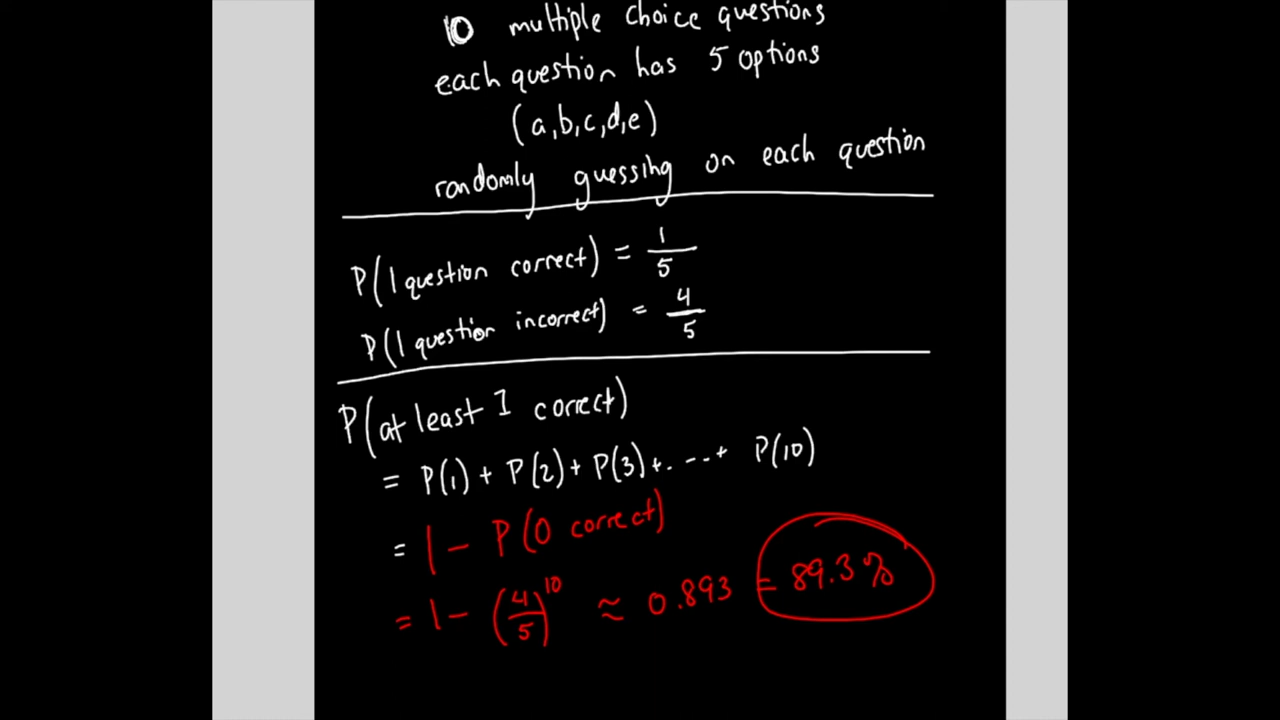 10 multiple choice questions
each question has 5 options
(a,b,c,d,e)
randomly guessing on each question
P(1 question correct) = 1/5
P(1 question incorrect) = 4/5
P(at least 1 correct)
= P(1) + P(2) + P(3) + . -- + P(10)
= 1 - P(0 correct)
= 1 - (4/5)^10 ≈ 0.893 = 89.3%